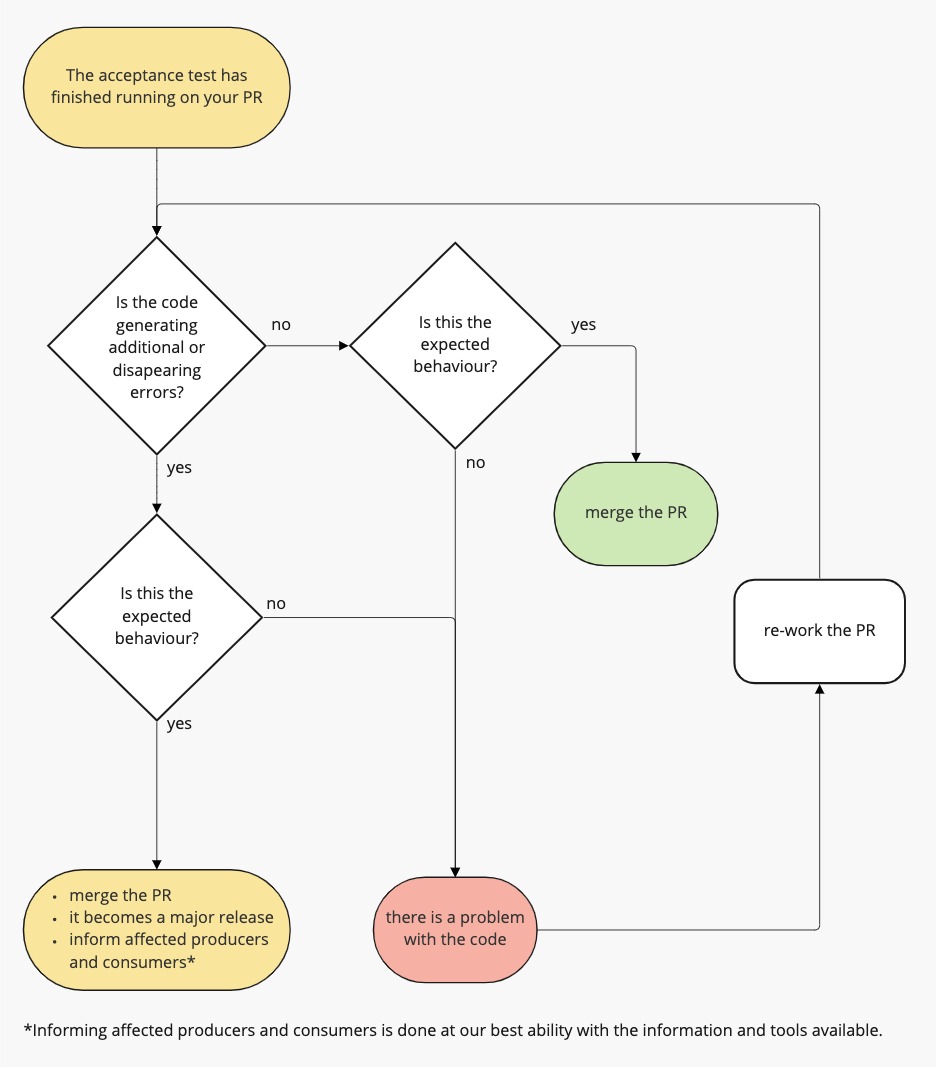 The acceptance test has
finished running on your PR
Is the code
generating
additional or
disapearing
errors?
no
Is this the
expected
behaviour?
yes
no
merge the PR
yes
Is this the
expected
behaviour?
no
re-work the PR
yes
• merge the PR
• it becomes a major release
• inform affected producers
and consumers*
there is a problem
with the code
*Informing affected producers and consumers is done at our best ability with the information and tools available.